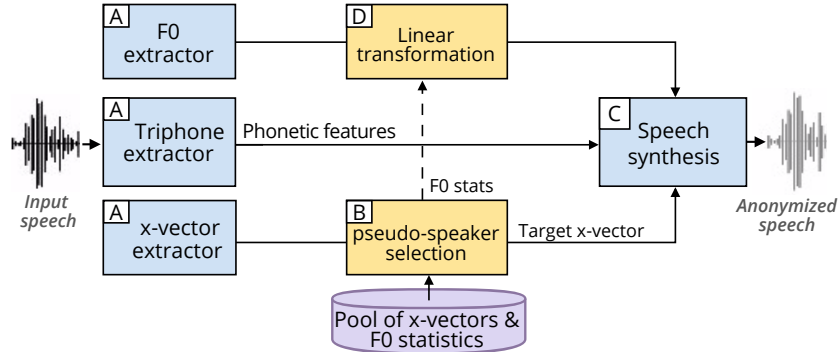 A
F0
extractor
D
Linear
transformation
A
Triphone
extractor
Phonetic features
C
Speech
synthesis
Input
speech
F0 stats
Anonymized
speech
A
x-vector
extractor
B
pseudo-speaker
selection
Target x-vector
Pool of x-vectors &
F0 statistics